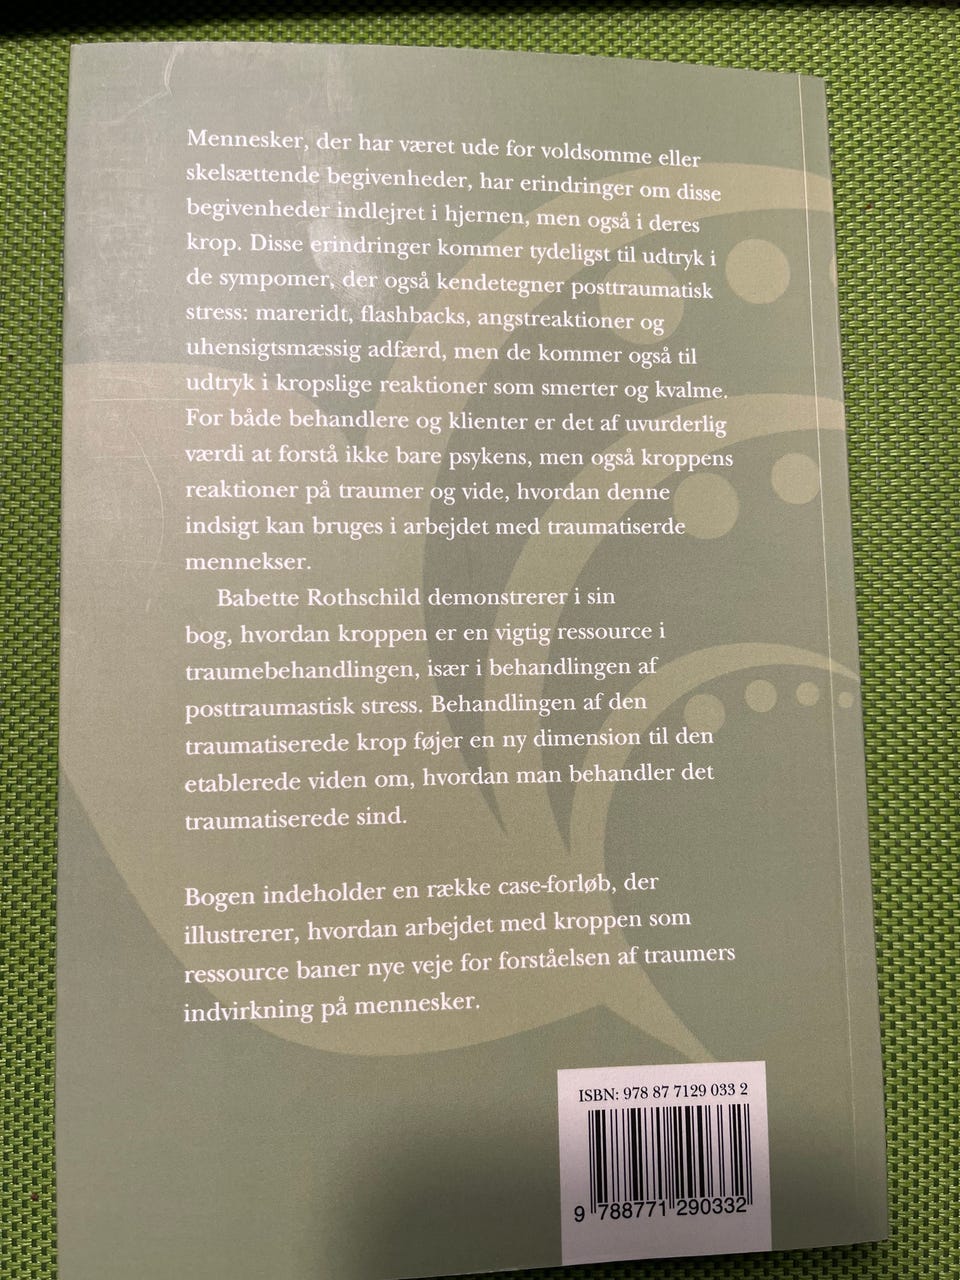 Mennesker, der har været ude for voldsomme eller
skelsættende begivenheder, har erindringer om disse
begivenheder indlejret i hjernen, men også i deres
krop. Disse erindringer kommer tydeligst til udtryk i
de sympomer, der også kendetegner posttraumatisk
stress: mareridt, flashbacks, angstreaktioner og
uhensigtsmæssig adfærd, men de kommer også til
udtryk i kropslige reaktioner som smerter og kvalme.
For både behandlere og klienter er det af uvurderlig
værdi at forstå ikke bare psykens, men også kroppens
reaktioner på traumer og vide, hvordan denne
indsigt kan bruges i arbejdet med traumatiserde
mennekser.
Babette Rothschild demonstrerer i sin
bog, hvordan kroppen er en vigtig ressource i
traumebehandlingen, især i behandlingen af
posttraumastisk stress. Behandlingen af den
traumatiserede krop føjer en ny dimension til den
etablerede viden om, hvordan man behandler det
traumatiserede sind.
Bogen indeholder en række case-forløb, der
illustrerer, hvordan arbejdet med kroppen som
ressource baner nye veje for forståelsen af traumers
indvirkning på mennesker.
ISBN: 978 87 7129 033 2
9 788771 290332